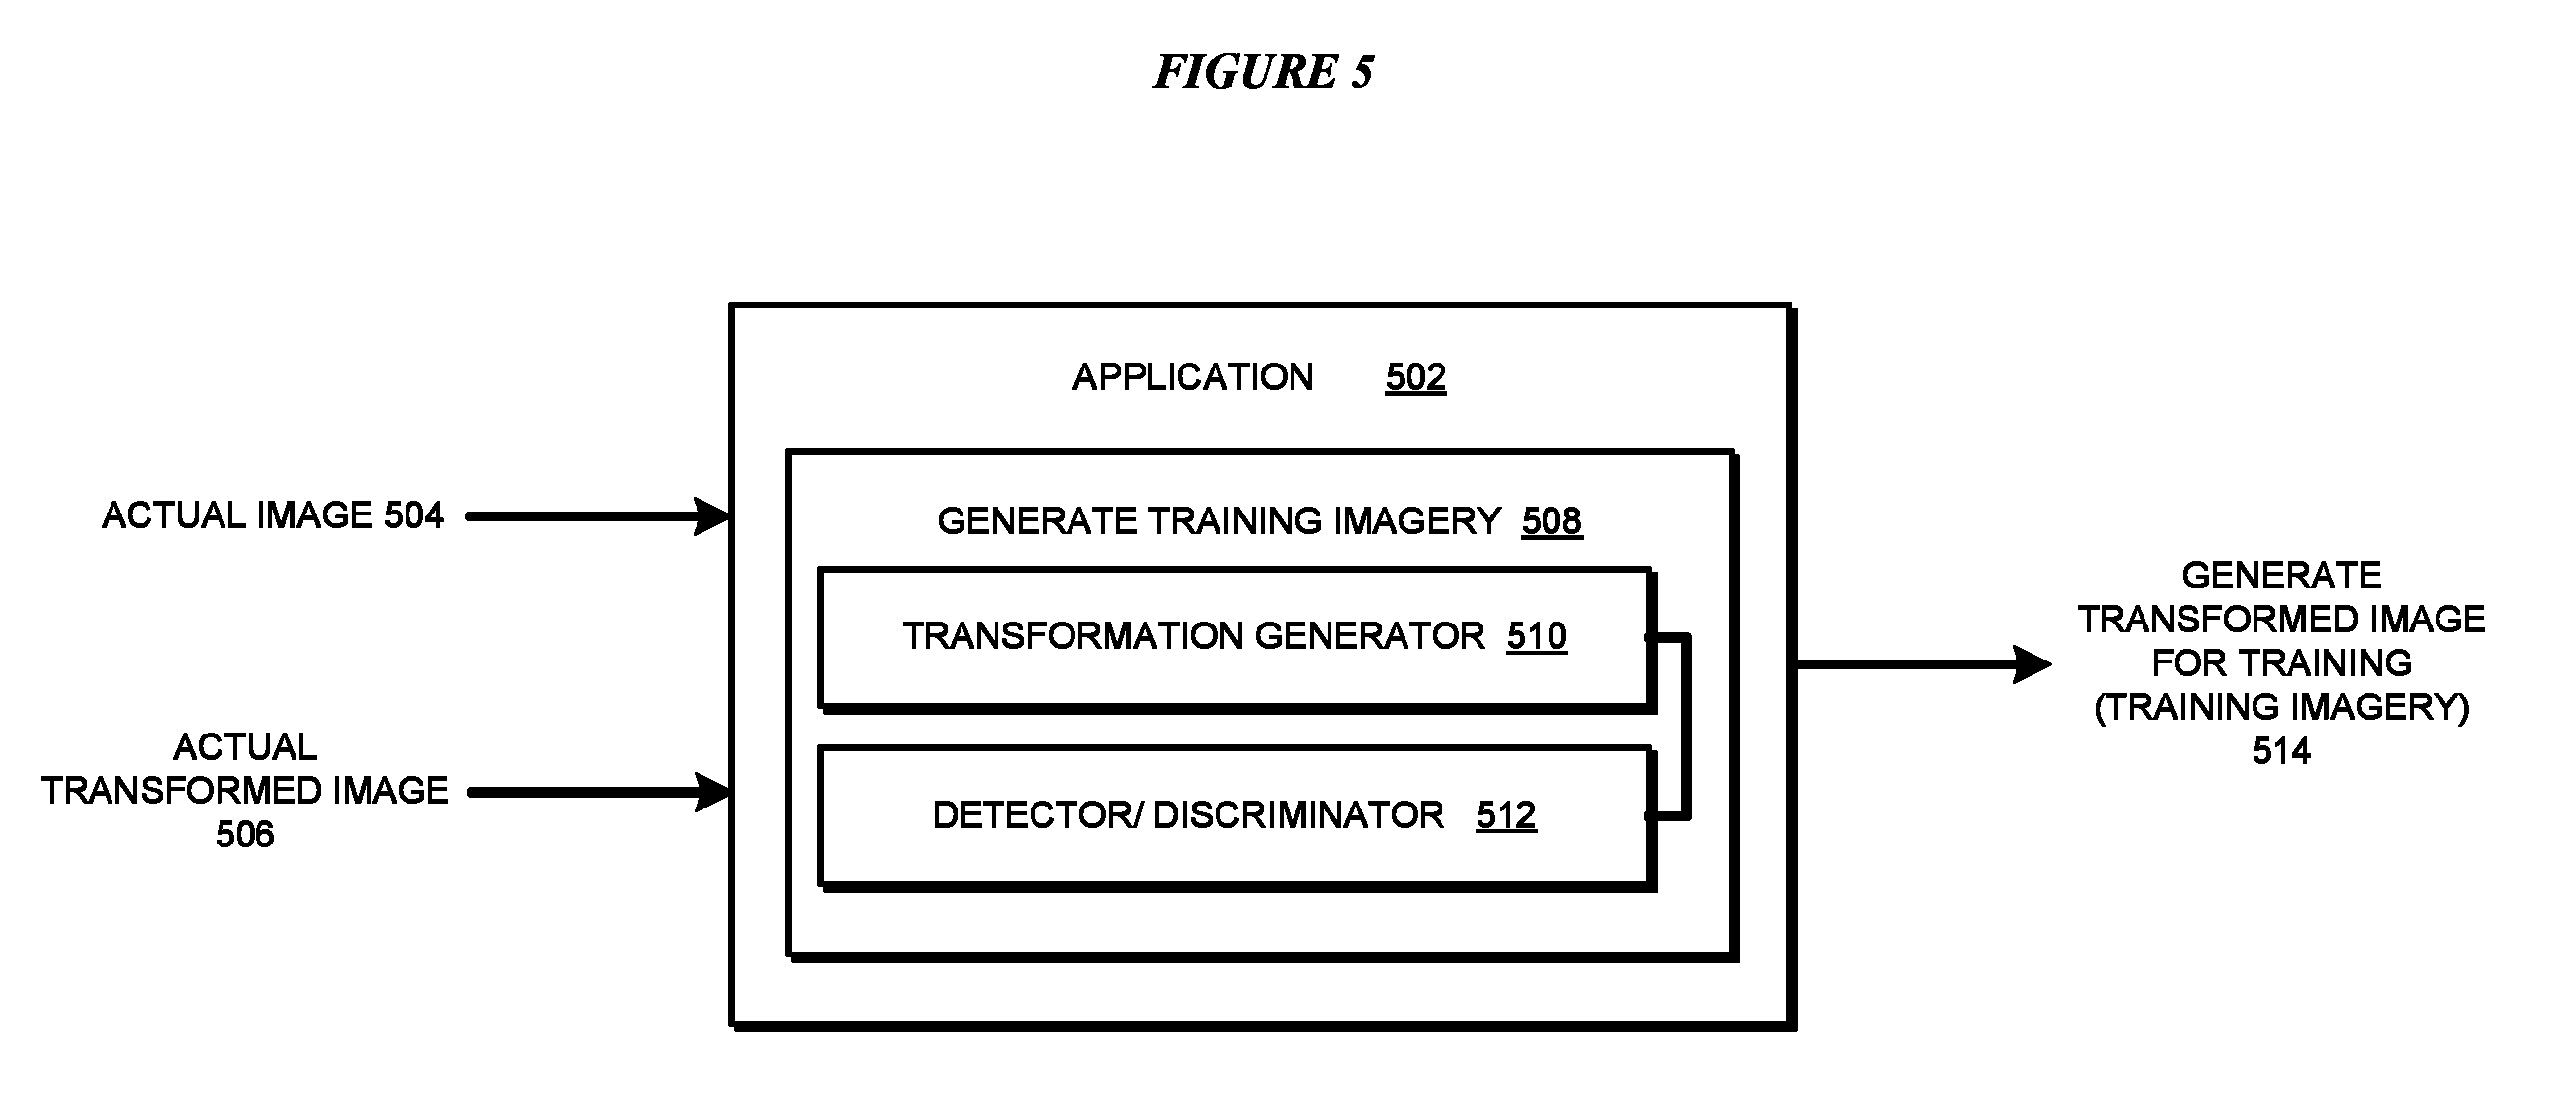 FIGURE 5
APPLICATION 502
ACTUAL IMAGE 504
GENERATE TRAINING IMAGERY 508
TRANSFORMATION GENERATOR 510
ACTUAL
TRANSFORMED IMAGE
506
DETECTOR/ DISCRIMINATOR 512
GENERATE
TRANSFORMED IMAGE
FOR TRAINING
(TRAINING IMAGERY)
514